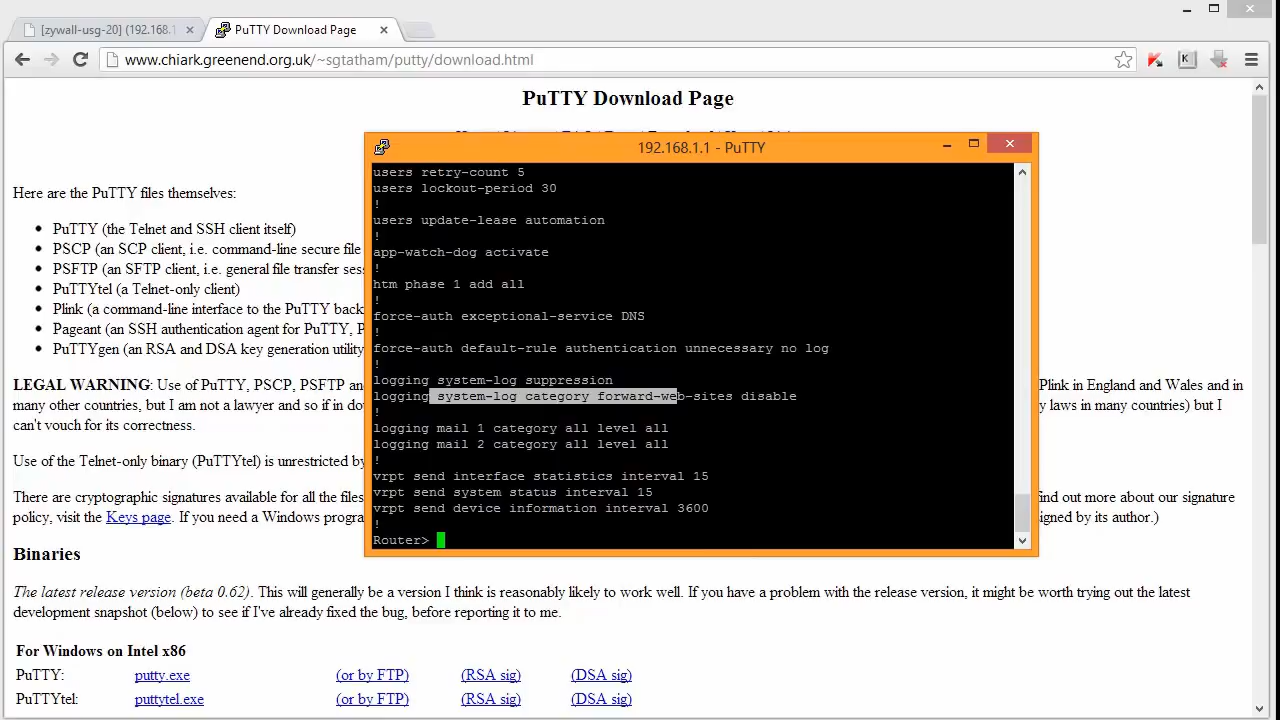 [zywall-usg-20] (192.168.1
PuTTY Download Page
www.chiark.greenend.org.uk/~sgtatham/putty/download.html
PuTTY Download Page
Here are the PuTTY files themselves:
PuTTY (the Telnet and SSH client itself)
PSCP (an SCP client, i.e. command-line secure file
PSFTP (an SFTP client, i.e. general file transfer ses
PuTTYtel (a Telnet-only client)
Plink (a command-line interface to the PuTTY back
Pageant (an SSH authentication agent for PuTTY, P
PuTTYgen (an RSA and DSA key generation utility
LEGAL WARNING: Use of PuTTY, PSCP, PSFTP an Plink in England and Wales and in
many other countries, but I am not a lawyer and so if in do y laws in many countries) but I
can't vouch for its correctness.
Use of the Telnet-only binary (PuTTYtel) is unrestricted by
There are cryptographic signatures available for all the files find out more about our signature
policy, visit the Keys page. If you need a Windows progra igned by its author.)
Binaries
The latest release version (beta 0.62). This will generally be a version I think is reasonably likely to work well. If you have a problem with the release version, it might be worth trying out the latest
development snapshot (below) to see if I've already fixed the bug, before reporting it to me.
For Windows on Intel x86
PuTTY: putty.exe (or by FTP) (RSA sig) (DSA sig)
PuTTYtel: puttytel.exe (or by FTP) (RSA sig) (DSA sig)
192.168.1.1 - PuTTY
users retry-count 5
users lockout-period 30
!
users update-lease automation
!
app-watch-dog activate
!
htm phase 1 add all
!
force-auth exceptional-service DNS
!
force-auth default-rule authentication unnecessary no log
!
logging system-log suppression
logging system-log category forward-web-sites disable
!
logging mail 1 category all level all
logging mail 2 category all level all
!
vrpt send interface statistics interval 15
vrpt send system status interval 15
vrpt send device information interval 3600
!
Router>